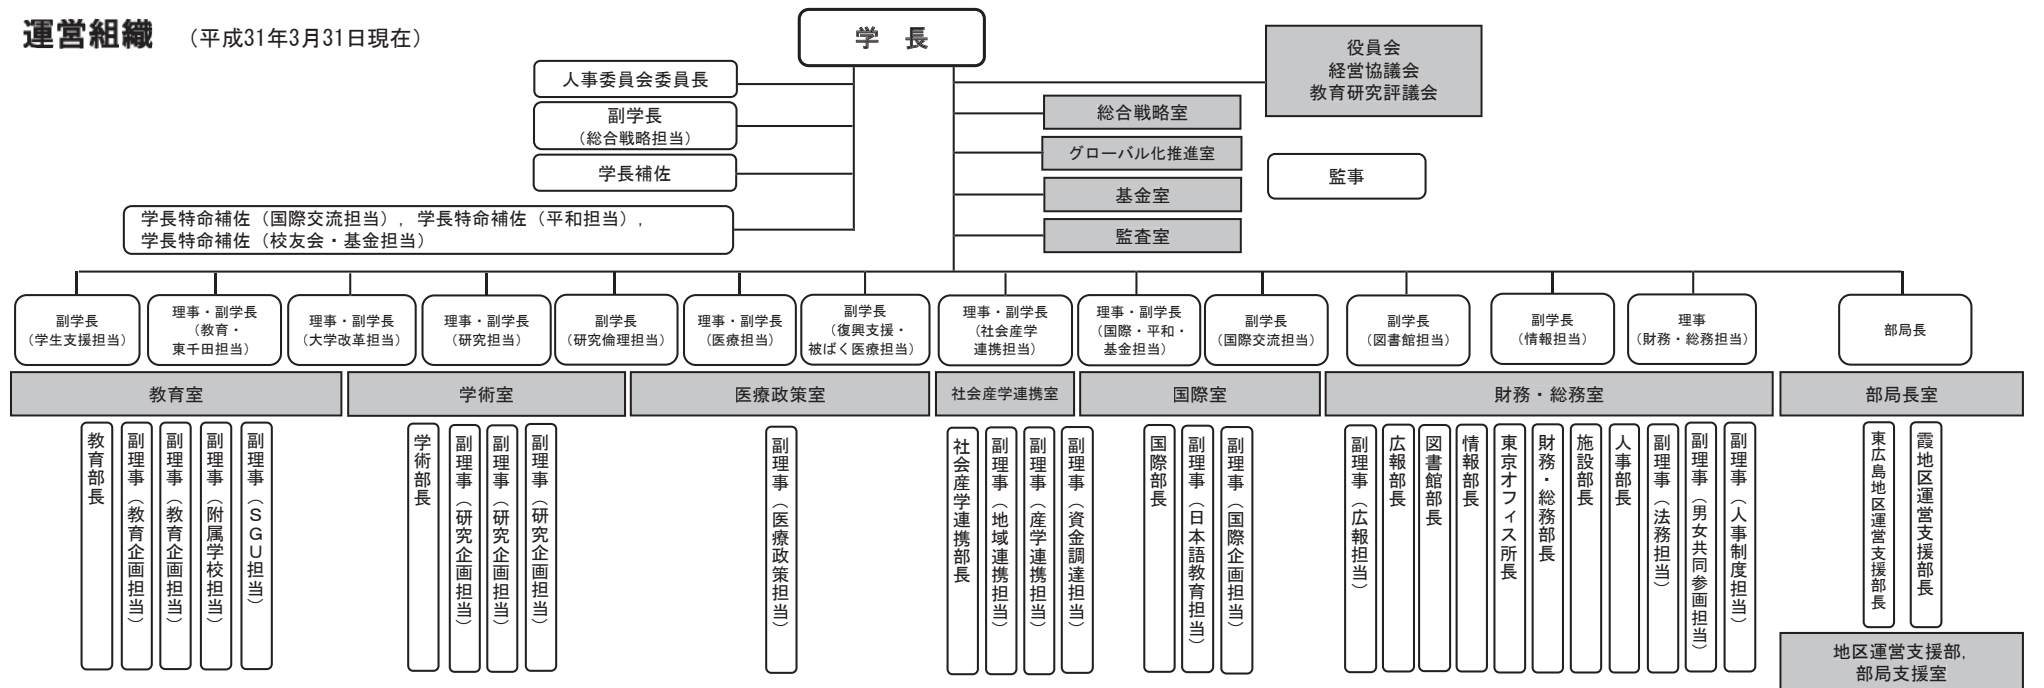 運営組織 （平成31年3月31日現在）
学　長
人事委員会委員長
副学長
（総合戦略担当）
学長補佐
学長特命補佐（国際交流担当），学長特命補佐（平和担当），
学長特命補佐（校友会・基金担当）
役員会
経営協議会
教育研究評議会
総合戦略室
グローバル化推進室
基金室
監査室
監事
副学長
（学生支援担当）
理事・副学長
（教育・
東千田担当）
理事・副学長
（大学改革担当）
理事・副学長
（研究担当）
副学長
（研究倫理担当）
理事・副学長
（医療担当）
副学長
（復興支援・
被ばく医療担当）
理事・副学長
（社会産学
連携担当）
理事・副学長
（国際・平和・
基金担当）
副学長
（国際交流担当）
副学長
（図書館担当）
副学長
（情報担当）
理事
（財務・総務担当）
部局長
教育室
学術室
医療政策室
社会産学連携室
国際室
財務・総務室
部局長室
教育部長
副理事（教育企画担当）
副理事（教育企画担当）
副理事（附属学校担当）
副理事（ＳＧＵ担当）
学術部長
副理事（研究企画担当）
副理事（研究企画担当）
副理事（研究企画担当）
副理事（医療政策担当）
社会産学連携部長
副理事（地域連携担当）
副理事（産学連携担当）
副理事（資金調達担当）
国際部長
副理事（日本語教育担当）
副理事（国際企画担当）
副理事（広報担当）
広報部長
図書館部長
情報部長
東京オフィス所長
財務・総務部長
施設部長
人事部長
副理事（法務担当）
副理事（男女共同参画担当）
副理事（人事制度担当）
東広島地区運営支援部長
霞地区運営支援部長
地区運営支援部，
部局支援室